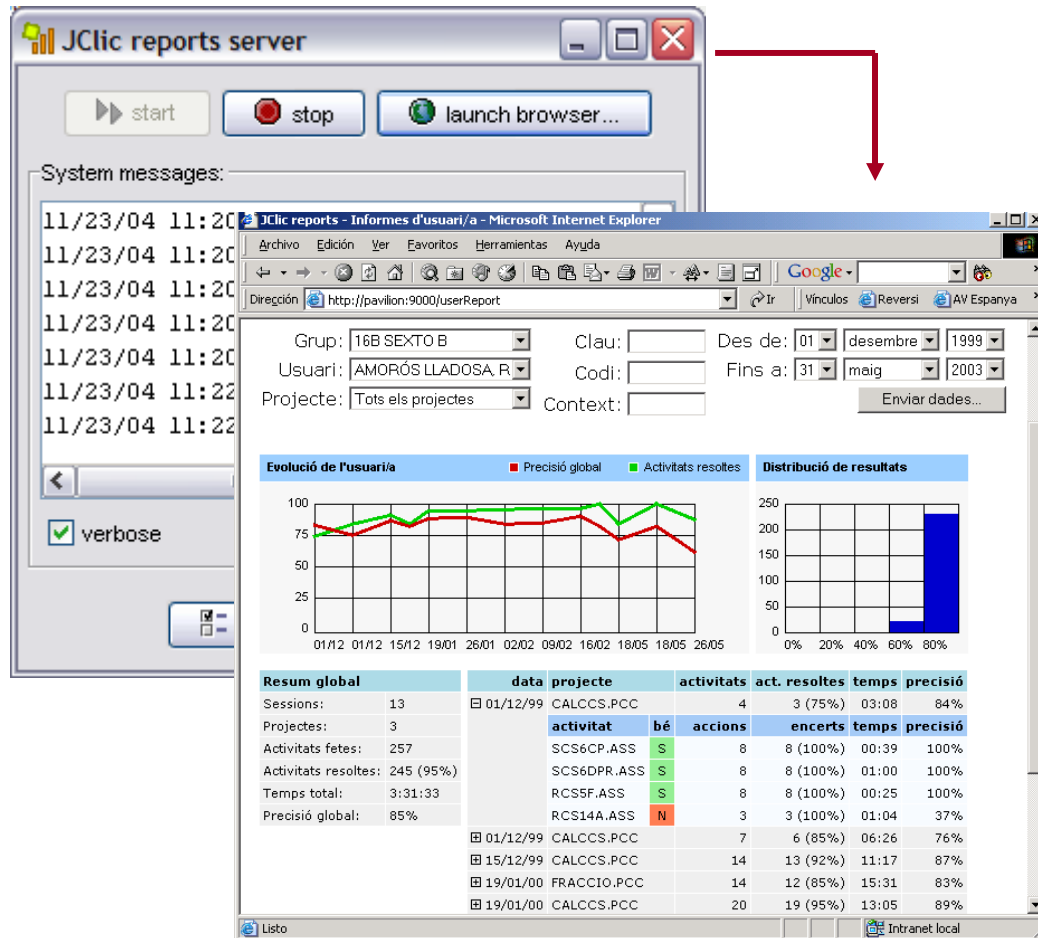 JClic reports server
start stop launch browser...
System messages:
11/23/04 11:20
11/23/04 11:20
11/23/04 11:20
11/23/04 11:20
11/23/04 11:20
11/23/04 11:22
11/23/04 11:22
verbose
JClic reports - Informes d'usuari/a - Microsoft Internet Explorer
Archivo Edición Ver Favoritos Herramientas Ayuda
Google
Dirección http://pavilion:9000/userReport Ir Vínculos Reversi AV Espanya
Grup: 16B SEXTO B Clau: Des de: 01 desembre 1999
Usuari: AMORÓS LLADOSA, R Codi: Fins a: 31 maig 2003
Projecte: Tots els projectes Context: Enviar dades...
Evolució de l'usuari/a Precisió global Activitats resoltes Distribució de resultats
100
75
50
25
0
01/12 01/12 15/12 19/01 26/01 02/02 09/02 16/02 18/05 18/05 26/05
250
200
150
100
50
0
0% 20% 40% 60% 80%
Resum global
Sessions: 13
Projectes: 3
Activitats fetes: 257
Activitats resoltes: 245 (95%)
Temps total: 3:31:33
Precisió global: 85%
data projecte activitats act. resoltes temps precisió
01/12/99 CALCCS.PCC 4 3 (75%) 03:08 84%
activitat bé accions encerts temps precisió
SCS6CP.ASS S 8 8 (100%) 00:39 100%
SCS6DPR.ASS S 8 8 (100%) 01:00 100%
RCS5F.ASS S 8 8 (100%) 00:25 100%
RCS14A.ASS N 3 3 (100%) 01:04 37%
01/12/99 CALCCS.PCC 7 6 (85%) 06:26 76%
15/12/99 CALCCS.PCC 14 13 (92%) 11:17 87%
19/01/00 FRACCIO.PCC 14 12 (85%) 15:31 83%
19/01/00 CALCCS.PCC 20 19 (95%) 13:05 89%
Listo Intranet local